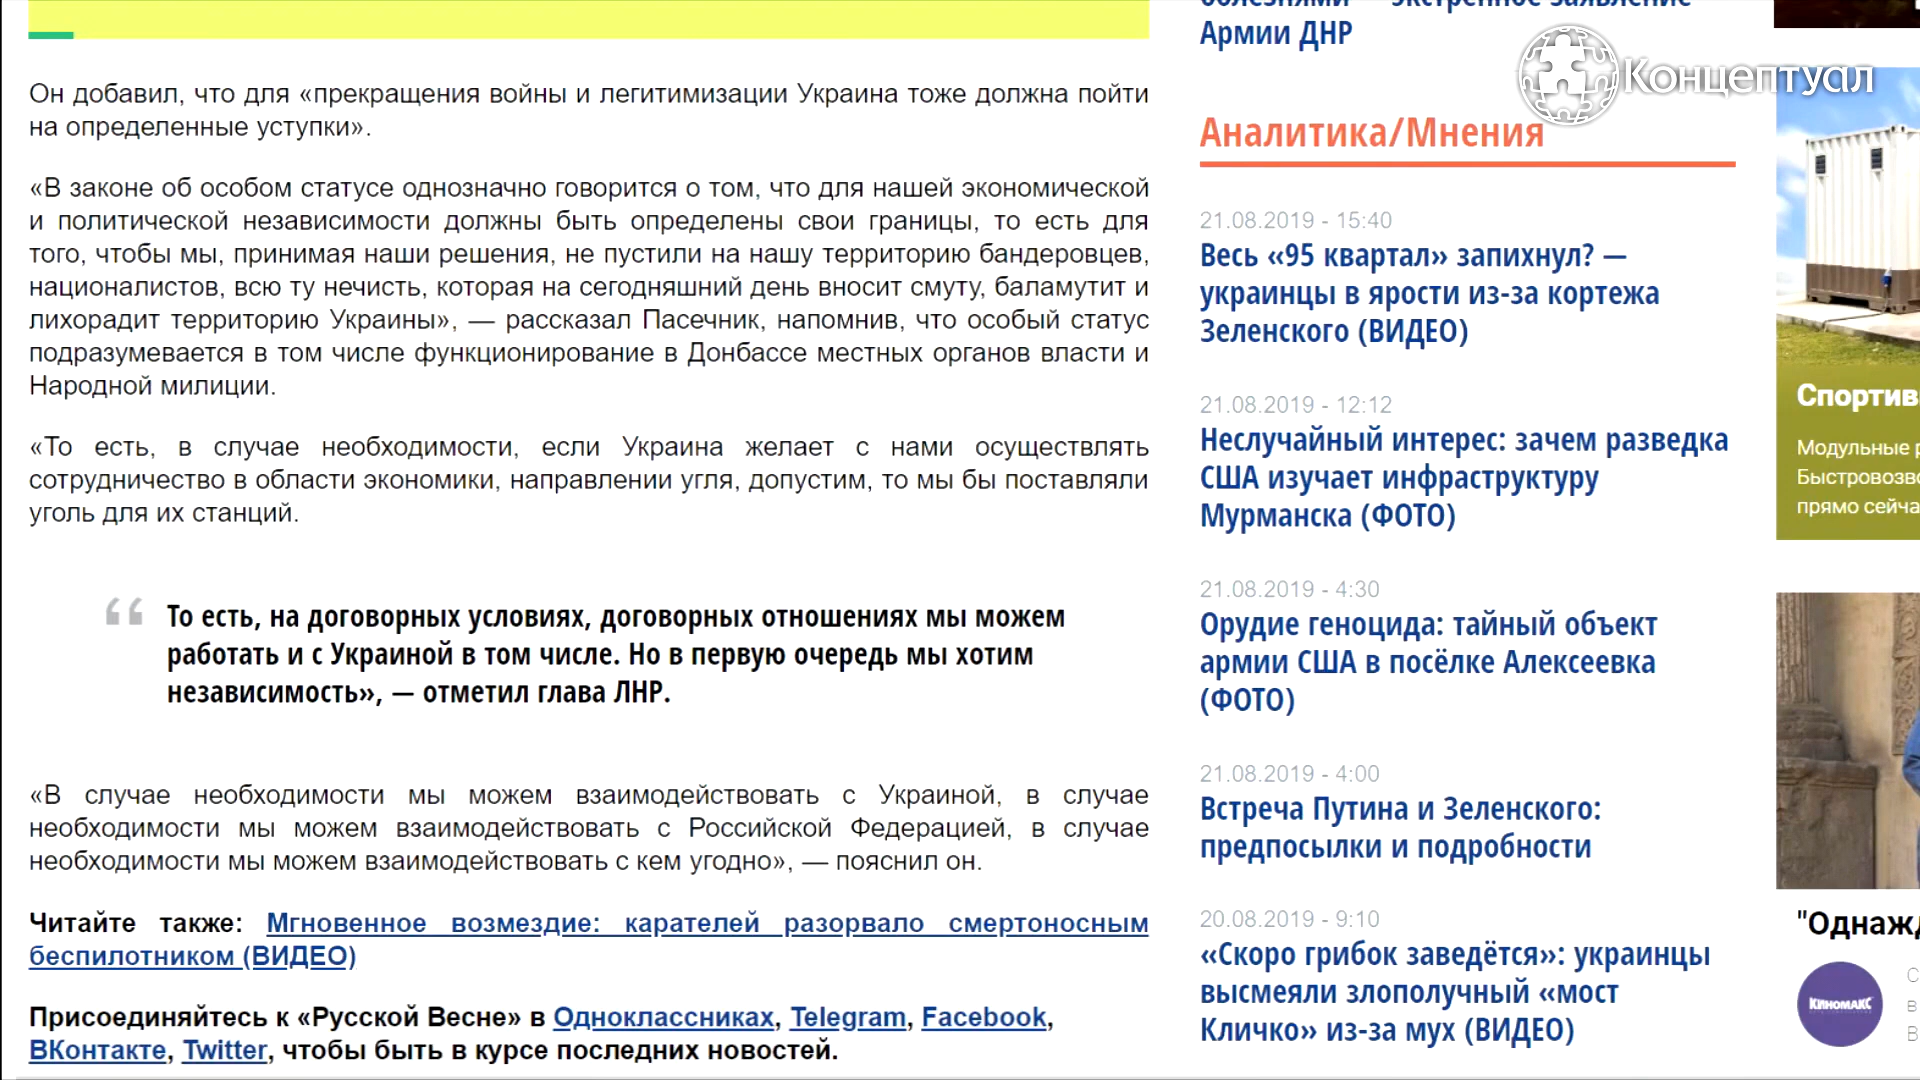 Он добавил, что для «прекращения войны и легитимизации Украина тоже должна пойти
на определенные уступки».
«В законе об особом статусе однозначно говорится о том, что для нашей экономической
и политической независимости должны быть определены свои границы, то есть для
того, чтобы мы, принимая наши решения, не пустили на нашу территорию бандеровцев,
националистов, всю ту нечисть, которая на сегодняшний день вносит смуту, баламутит и
лихорадит территорию Украины», — рассказал Пасечник, напомнив, что особый статус
подразумевается в том числе функционирование в Донбассе местных органов власти и
Народной милиции.
«То есть, в случае необходимости, если Украина желает с нами осуществлять
сотрудничество в области экономики, направлении угля, допустим, то мы бы поставляли
уголь для их станций.
“ То есть, на договорных условиях, договорных отношениях мы можем
работать и с Украиной в том числе. Но в первую очередь мы хотим
независимость», — отметил глава ЛНР.
«В случае необходимости мы можем взаимодействовать с Украиной, в случае
необходимости мы можем взаимодействовать с Российской Федерацией, в случае
необходимости мы можем взаимодействовать с кем угодно», — пояснил он.
Читайте также: Мгновенное возмездие: карателей разорвало смертоносным
беспилотником (ВИДЕО)
Присоединяйтесь к «Русской Весне» в Одноклассниках, Telegram, Facebook,
ВКонтакте, Twitter, чтобы быть в курсе последних новостей.
Армии ДНР
Аналитика/Мнения
21.08.2019 - 15:40
Весь «95 квартал» запихнул? —
украинцы в ярости из-за кортежа
Зеленского (ВИДЕО)
21.08.2019 - 12:12
Неслучайный интерес: зачем разведка
США изучает инфраструктуру
Мурманска (ФОТО)
21.08.2019 - 4:30
Орудие геноцида: тайный объект
армии США в посёлке Алексеевка
(ФОТО)
21.08.2019 - 4:00
Встреча Путина и Зеленского:
предпосылки и подробности
20.08.2019 - 9:10
«Скоро грибок заведётся»: украинцы
высмеяли злополучный «мост
Кличко» из-за мух (ВИДЕО)
Концептуал
Спортив
Модульные
Быстровозв
прямо сейча
"Однаж
КИНОМАКС